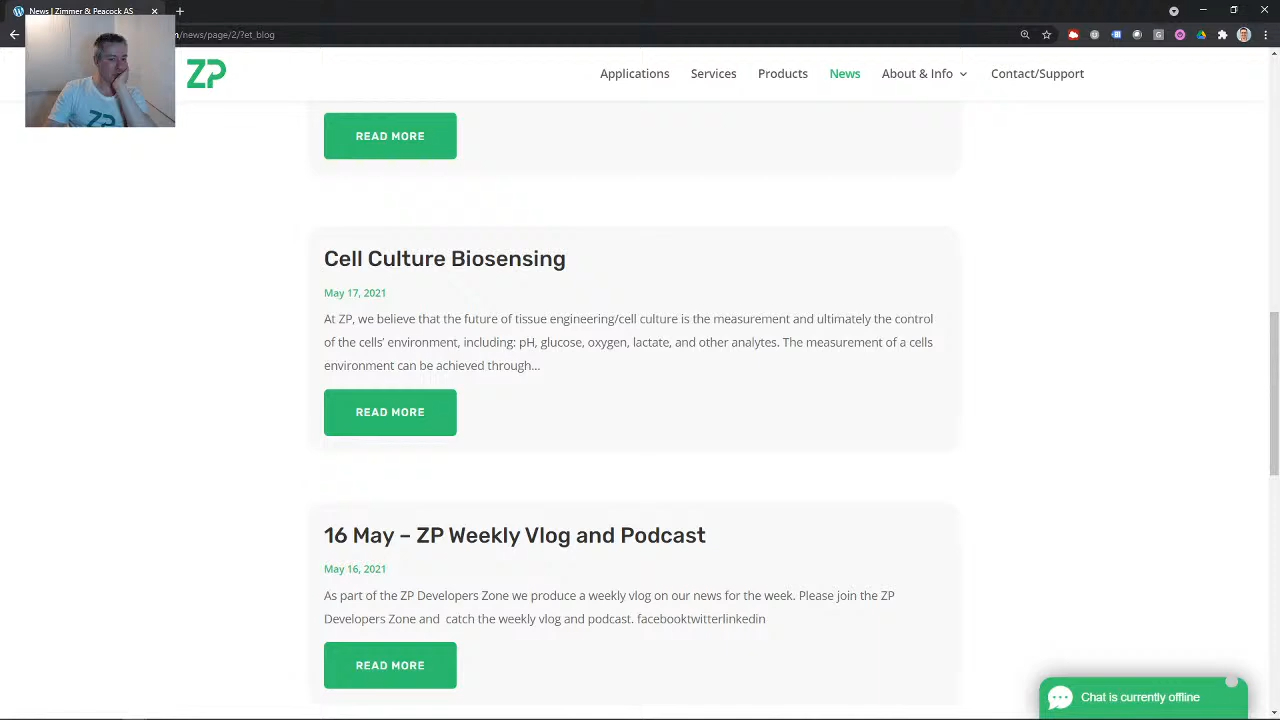 News | Zimmer & Peacock AS
m/news/page/2/?et_blog
ZP
Applications
Services
Products
News
About & Info
Contact/Support
READ MORE
Cell Culture Biosensing
May 17, 2021
At ZP, we believe that the future of tissue engineering/cell culture is the measurement and ultimately the control
of the cells’ environment, including: pH, glucose, oxygen, lactate, and other analytes. The measurement of a cells
environment can be achieved through...
READ MORE
16 May – ZP Weekly Vlog and Podcast
May 16, 2021
As part of the ZP Developers Zone we produce a weekly vlog on our news for the week. Please join the ZP
Developers Zone and  catch the weekly vlog and podcast. facebooktwitterlinkedin
READ MORE
Chat is currently offline
ZP